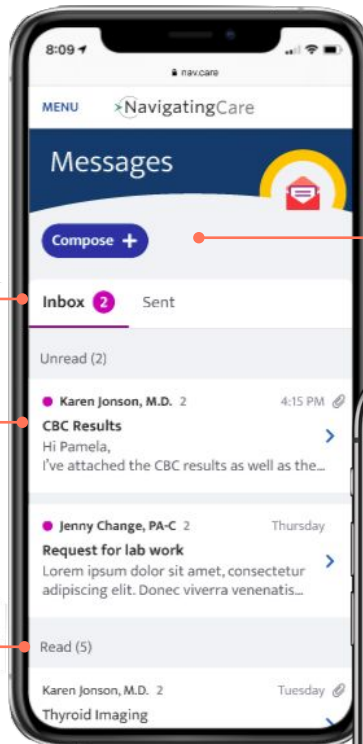 8:09
nav.care
MENU NavigatingCare
Messages
Compose +
Inbox 2 Sent
Unread (2)
Karen Jonson, M.D. 2 4:15 PM
CBC Results
Hi Pamela,
I've attached the CBC results as well as the...
Jenny Change, PA-C 2 Thursday
Request for lab work
Lorem ipsum dolor sit amet, consectetur
adipiscing elit. Donec viverra venenatis...
Read (5)
Karen Jonson, M.D. 2 Tuesday
Thyroid Imaging